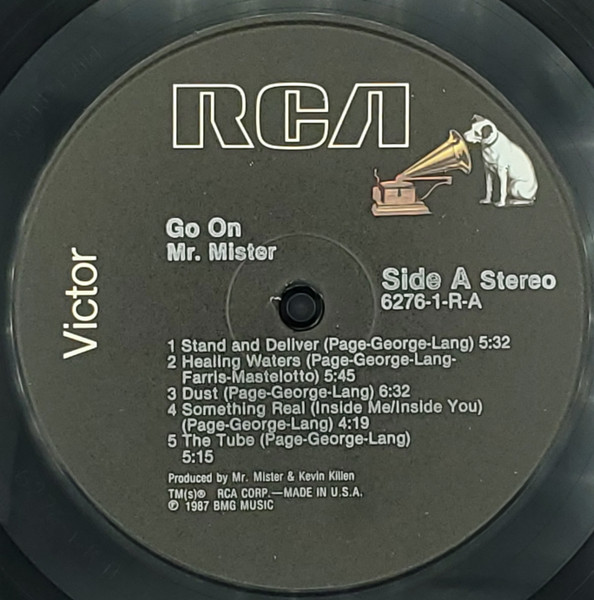 RCA
Victor
Go On
Mr. Mister
Side A Stereo
6276-1-R-A
1 Stand and Deliver (Page-George-Lang) 5:32
2 Healing Waters (Page-George-Lang-
Farris-Mastelotto) 5:45
3 Dust (Page-George-Lang) 6:32
4 Something Real (Inside Me/Inside You)
(Page-George-Lang) 4:19
5 The Tube (Page-George-Lang)
5:15
Produced by Mr. Mister & Kevin Killen
TM(s)® RCA CORP.—MADE IN U.S.A.
℗ 1987 BMG MUSIC